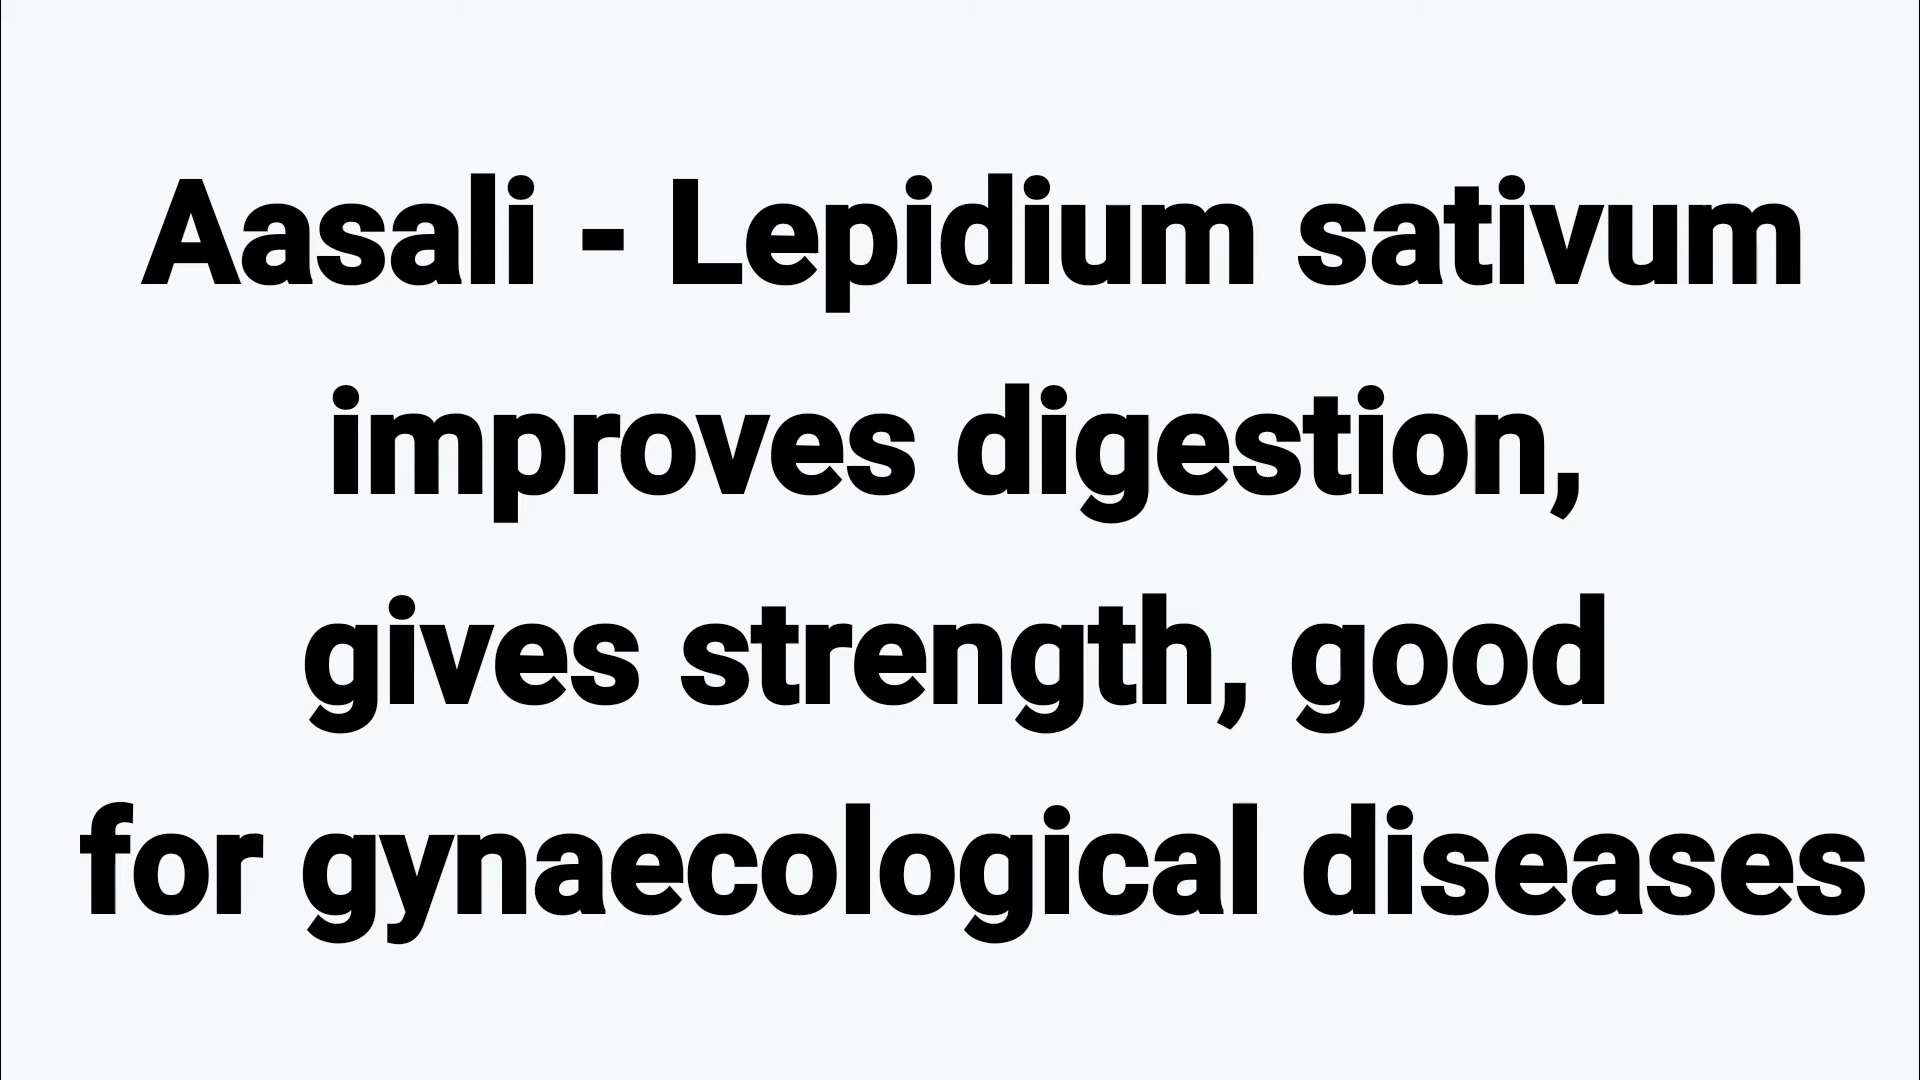 Aasali - Lepidium sativum
improves digestion,
gives strength, good
for gynaecological diseases